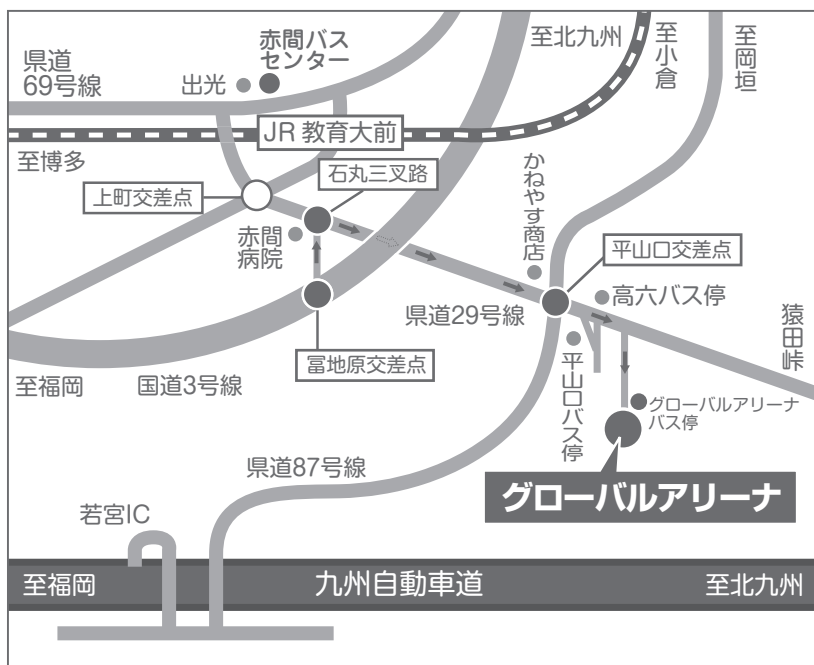 県道
69号線
出光
赤間バス
センター
至北九州
至小倉
至岡垣
JR 教育大前
至博多
上町交差点
石丸三叉路
赤間
病院
かねやす商店
平山口交差点
高六バス停
県道29号線
猿田峠
冨地原交差点
至福岡
国道3号線
平山口バス停
グローバルアリーナ
バス停
グローバルアリーナ
県道87号線
若宮IC
至福岡
九州自動車道
至北九州